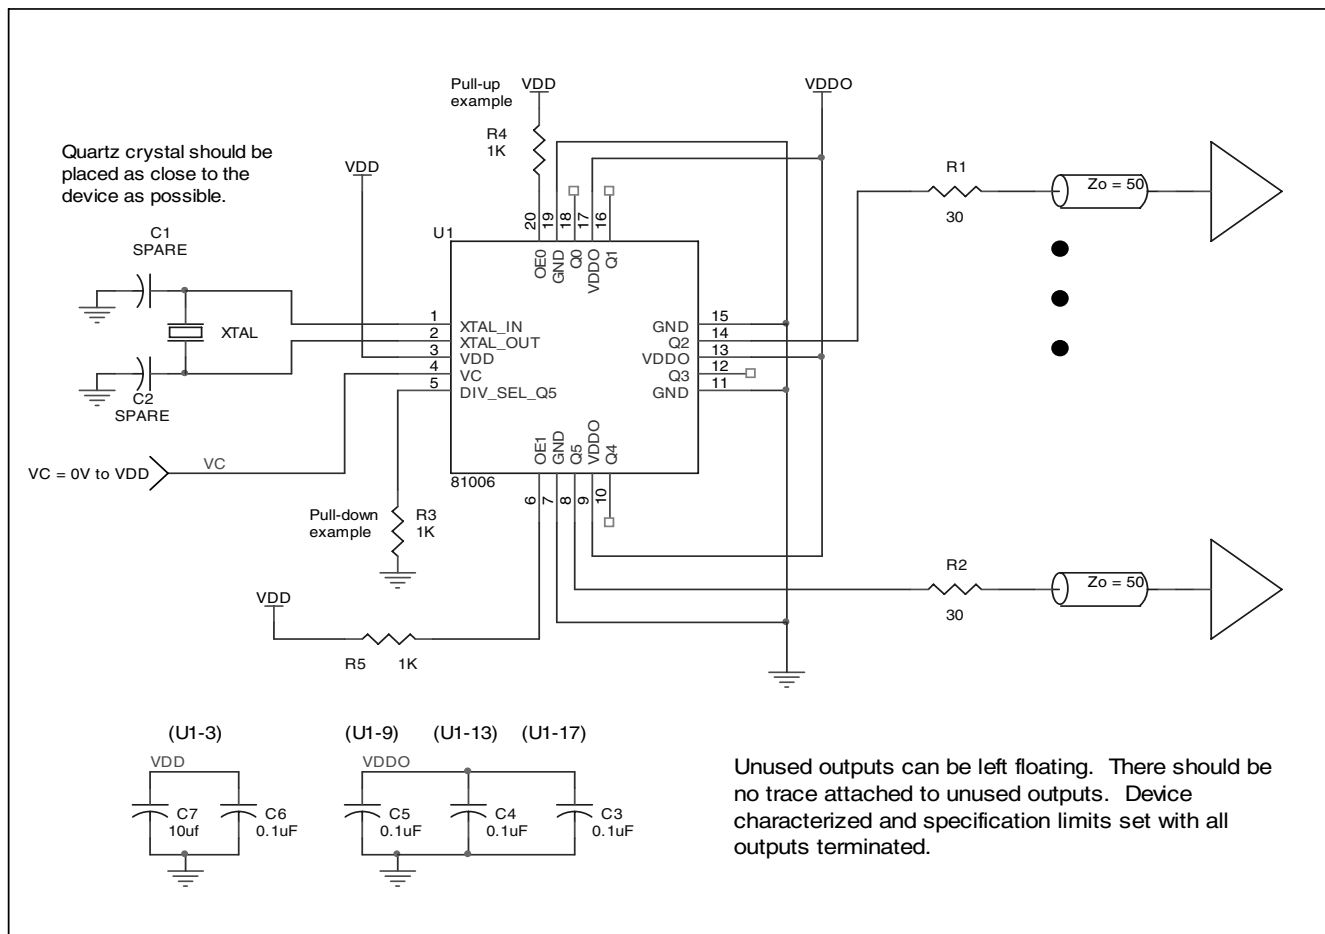 Pull-up
example
VDD
VDDO
R4
1K
Quartz crystal should be
placed as close to the
device as possible.
VDD
R1
30
Zo = 50
C1
SPARE
20
19
18
17
16
U1
OE0
GND
Q0
VDDO
Q1
XTAL
1
2
3
4
5
XTAL_IN
XTAL_OUT
VDD
VC
DIV_SEL_Q5
GND
Q2
VDDO
Q3
GND
15
14
13
12
11
C2
SPARE
OE1
GND
Q5
VDDO
Q4
VC = 0V to VDD
VC
81006
6
7
8
9
10
Pull-down
example
R3
1K
R2
30
Zo = 50
VDD
R5
1K
(U1-3)
(U1-9)
(U1-13)
(U1-17)
VDD
VDDO
C7
10uf
C6
0.1uF
C5
0.1uF
C4
0.1uF
C3
0.1uF
Unused outputs can be left floating. There should be
no trace attached to unused outputs. Device
characterized and specification limits set with all
outputs terminated.